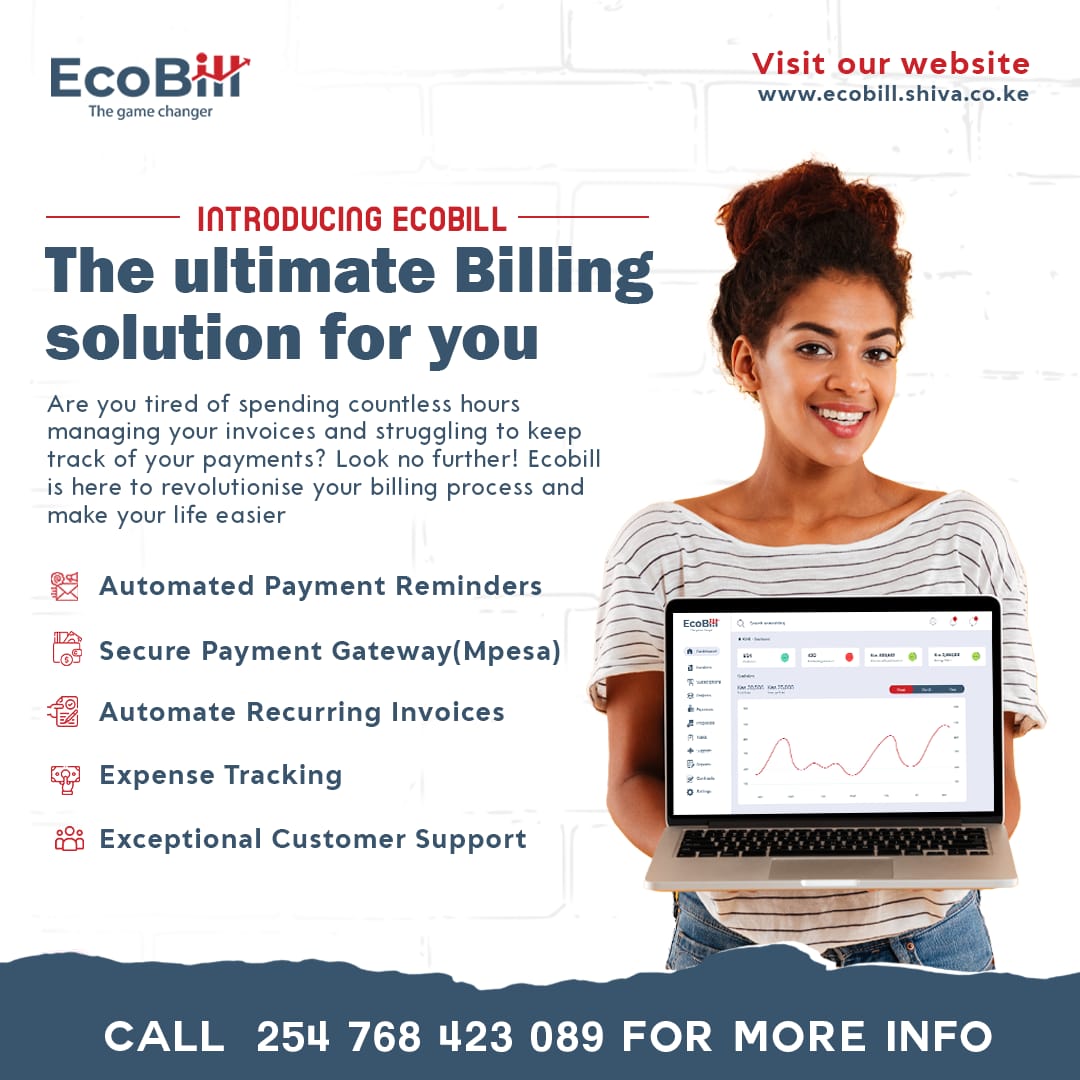 EcoBill
The game changer
Visit our website
www.ecobill.shiva.co.ke
INTRODUCING ECOBILL
The ultimate Billing
solution for you
Are you tired of spending countless hours
managing your invoices and struggling to keep
track of your payments? Look no further! Ecobill
is here to revolutionise your billing process and
make your life easier
Automated Payment Reminders
Secure Payment Gateway(Mpesa)
Automate Recurring Invoices
Expense Tracking
Exceptional Customer Support
EcoBill
Dashboard
Settings
CALL 254 768 423 089 FOR MORE INFO